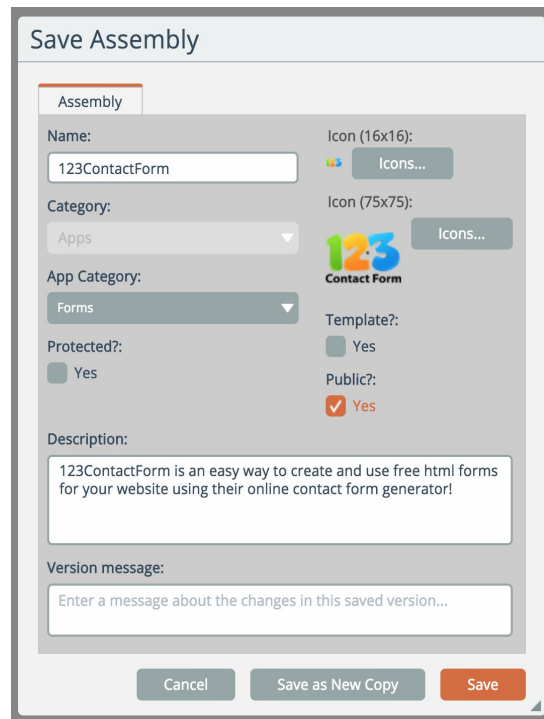 Save Assembly
Assembly
Name:
123ContactForm
Category:
Apps
App Category:
Forms
Protected?:
Yes
Icon (16x16):
123
Icons...
Icon (75x75):
Icons...
123
Contact Form
Template?:
Yes
Public?:
Yes
Description:
123ContactForm is an easy way to create and use free html forms
for your website using their online contact form generator!
Version message:
Enter a message about the changes in this saved version...
Cancel
Save as New Copy
Save